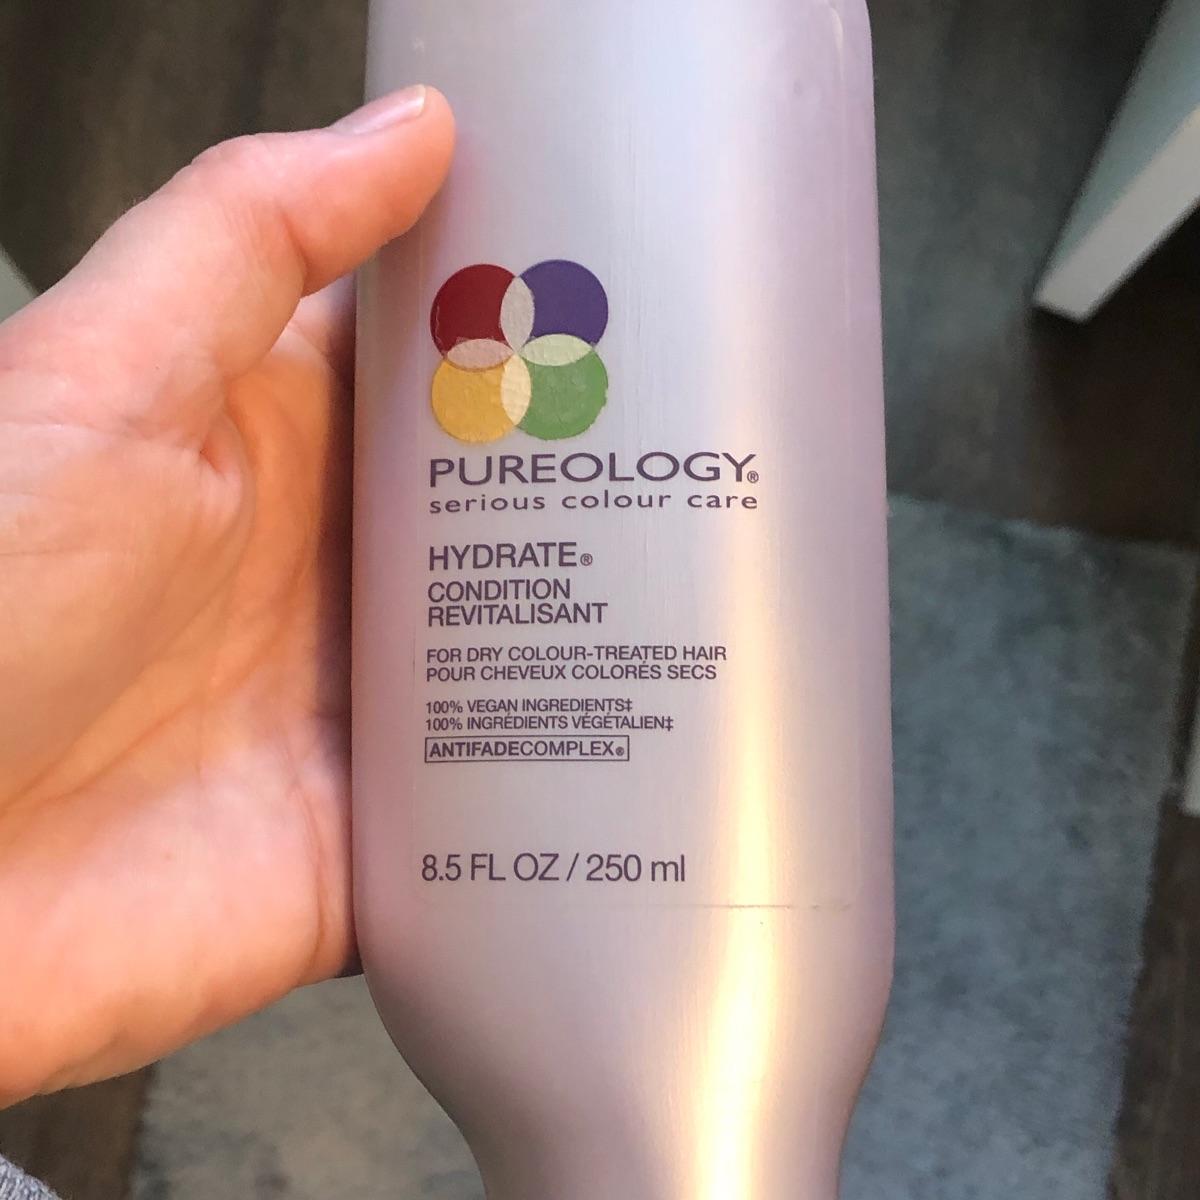 PUREOLOGY®
serious colour care
HYDRATE®
CONDITION
REVITALISANT
FOR DRY COLOUR-TREATED HAIR
POUR CHEVEUX COLORÉS SECS
100% VEGAN INGREDIENTS‡
100% INGRÉDIENTS VÉGÉTALIEN‡
ANTIFADECOMPLEX®
8.5 FL OZ / 250 ml